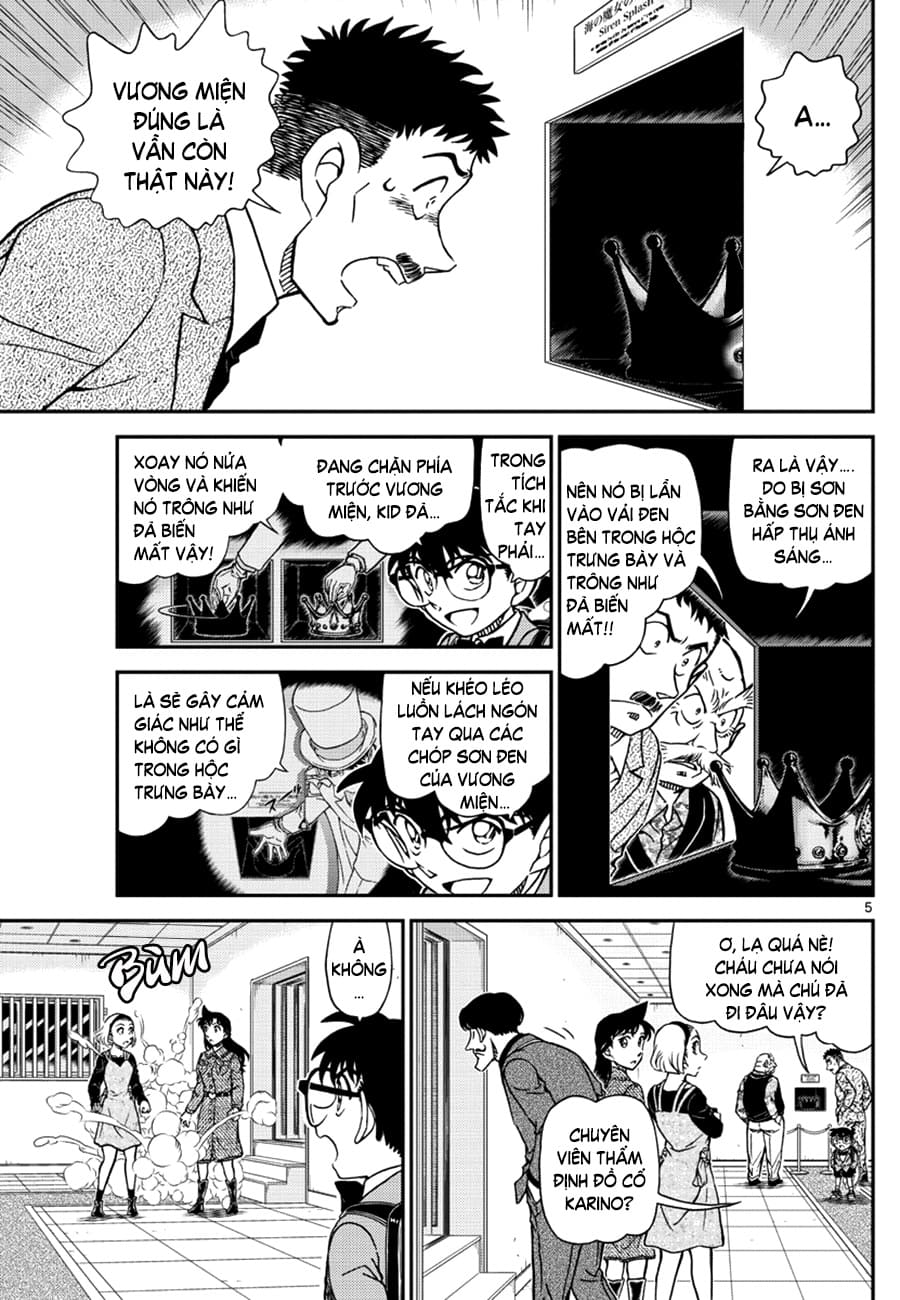 海の魔女の
Siren Splash
A...
VƯƠNG MIỆN
ĐÚNG LÀ
VẪN CÒN
THẬT NÀY!
RA LÀ VẬY....
DO BỊ SƠN
BẰNG SƠN ĐEN
HẤP THỤ ÁNH
SÁNG...
NÊN NÓ BỊ LẪN
VÀO VẢI ĐEN
BÊN TRONG HỘC
TRƯNG BÀY VÀ
TRÔNG NHƯ
ĐÃ BIẾN
MẤT!!
TRONG
TÍCH
TẮC KHI
TAY
PHẢI...
ĐANG CHẮN PHÍA
TRƯỚC VƯƠNG
MIỆN, KID ĐÃ...
XOAY NÓ NỬA
VÒNG VÀ KHIẾN
NÓ TRÔNG NHƯ
ĐÃ BIẾN
MẤT VẬY!
NẾU KHÉO LÉO
LUỒN LÁCH NGÓN
TAY QUA CÁC
CHÓP SƠN ĐEN
CỦA VƯƠNG
MIỆN...
LÀ SẼ GÂY CẢM
GIÁC NHƯ THỂ
KHÔNG CÓ GÌ
TRONG HỘC
TRƯNG BÀY...
5
Ơ, LẠ QUÁ NÈ!
CHÁU CHƯA NÓI
XONG MÀ CHÚ ĐÃ
ĐI ĐÂU VẬY?
CHUYÊN
VIÊN THẨM
ĐỊNH ĐỒ CỔ
KARINO?
À
KHÔNG
...
BÙM